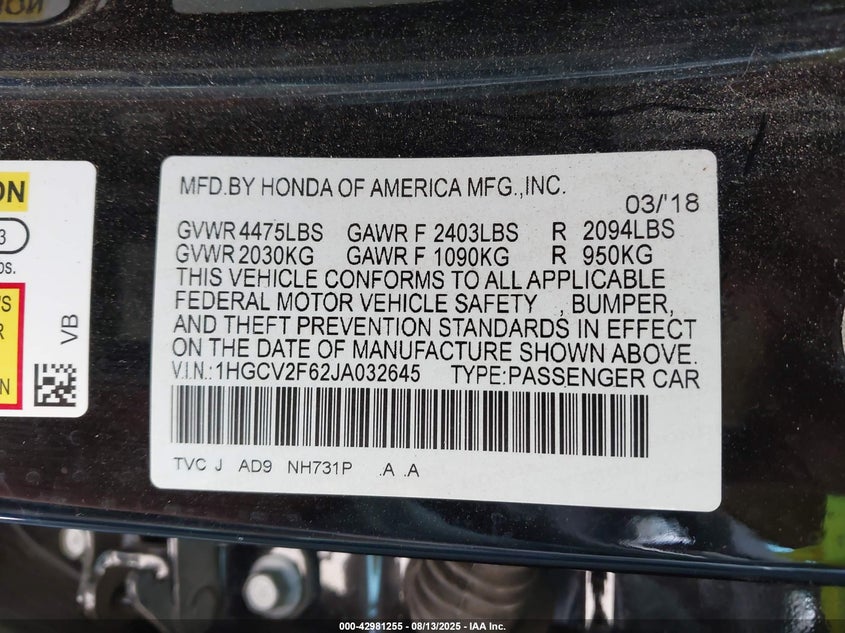 MFD.BY HONDA OF AMERICA MFG.,INC.
03/'18
GVWR 4475LBS GAWR F 2403LBS R 2094LBS
GVWR 2030KG GAWR F 1090KG R 950KG
THIS VEHICLE CONFORMS TO ALL APPLICABLE
FEDERAL MOTOR VEHICLE SAFETY , BUMPER,
AND THEFT PREVENTION STANDARDS IN EFFECT
ON THE DATE OF MANUFACTURE SHOWN ABOVE.
V.I.N.:1HGCV2F62JA032645 TYPE:PASSENGER CAR
TVC J AD9 NH731P .A .A
ON
3
'S
R
N
VB
000-42981255 - 08/13/2025 - IAA Inc.